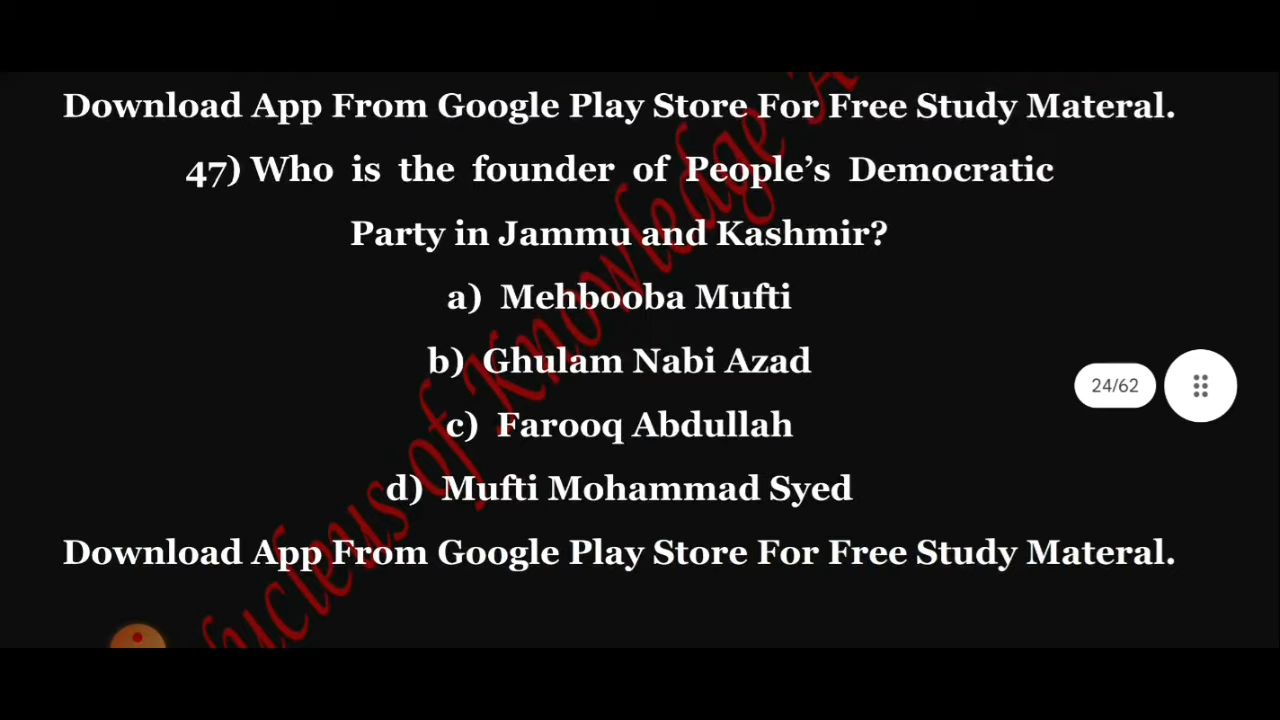 Download App From Google Play Store For Free Study Materal.
47) Who is the founder of People's Democratic
Party in Jammu and Kashmir?
a) Mehbooba Mufti
b) Ghulam Nabi Azad
c) Farooq Abdullah
24/62
d) Mufti Mohammad Syed
Download App From Google Play Store For Free Study Materal.
of Knowledge